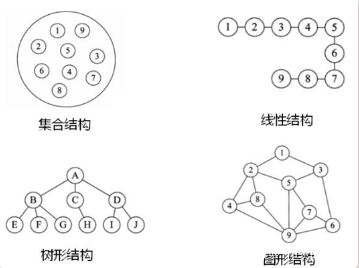 1 9
2 5 3
6 4 7
8
集合结构
1 2 3 4 5
6
9 8 7
线性结构
A
B C D
E F G H I J
树形结构
1
2 5 3
4 8 7 6
9
图形结构